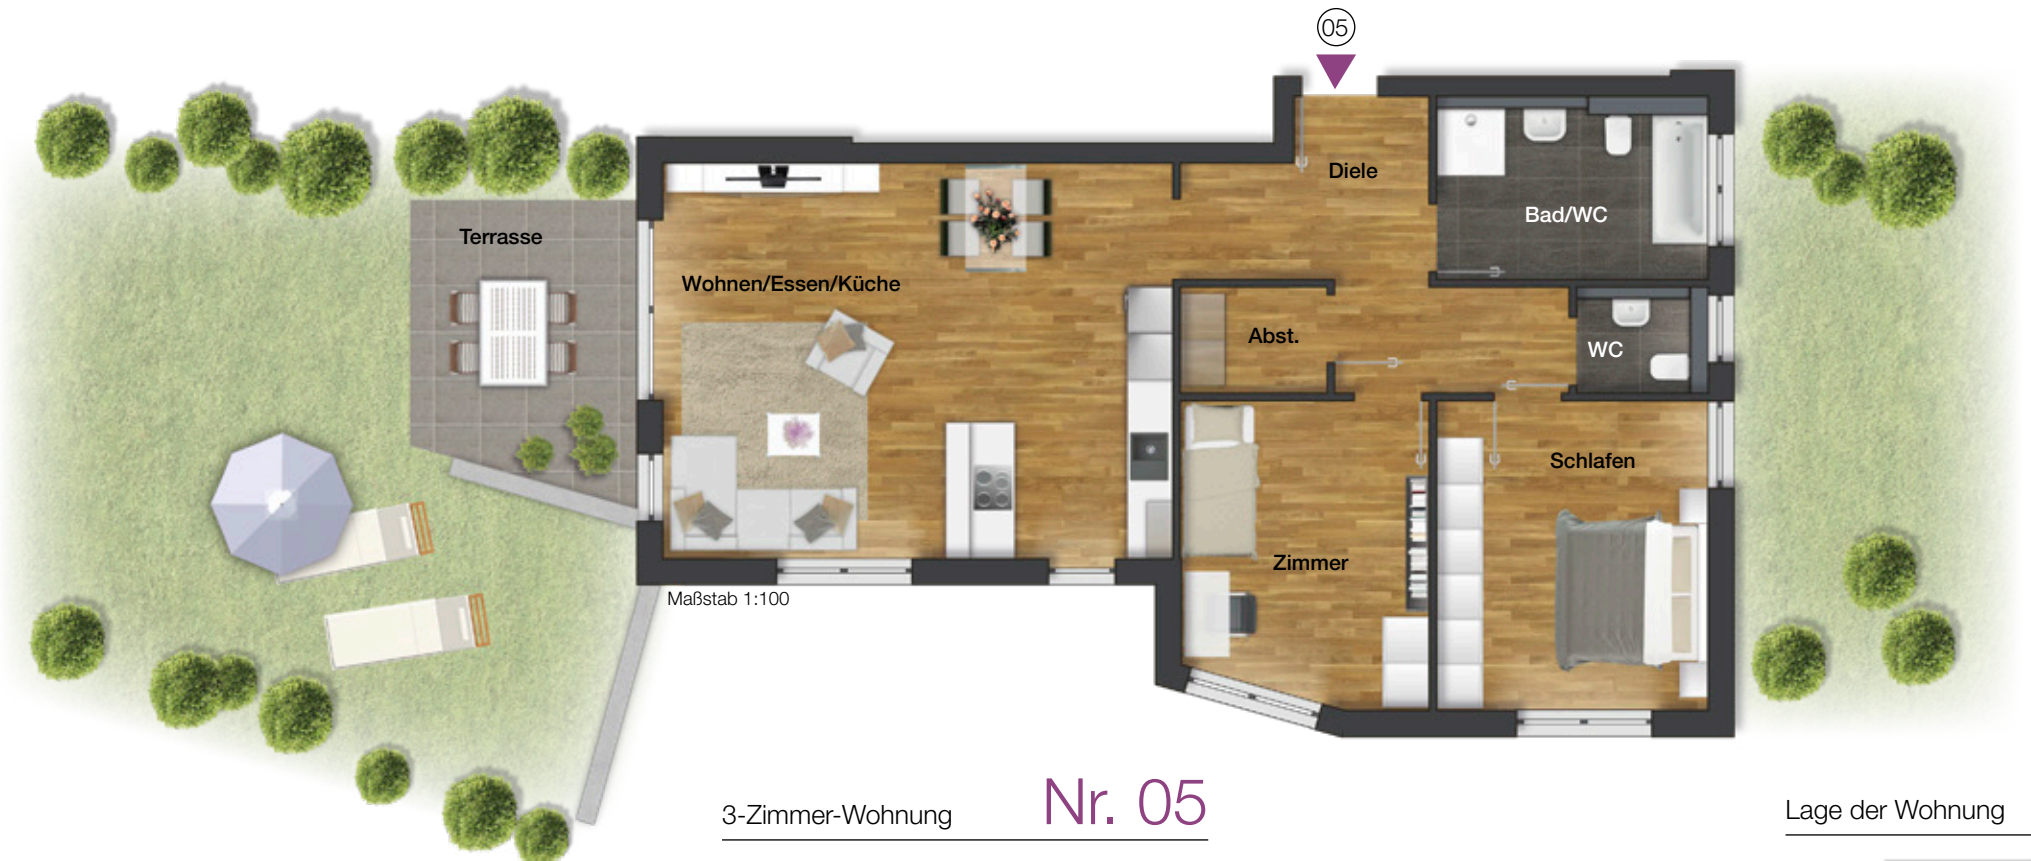 05
Diele
Bad/WC
Terrasse
Wohnen/Essen/Küche
Abst.
WC
Schlafen
Zimmer
Maßstab 1:100
3-Zimmer-Wohnung Nr. 05
Lage der Wohnung